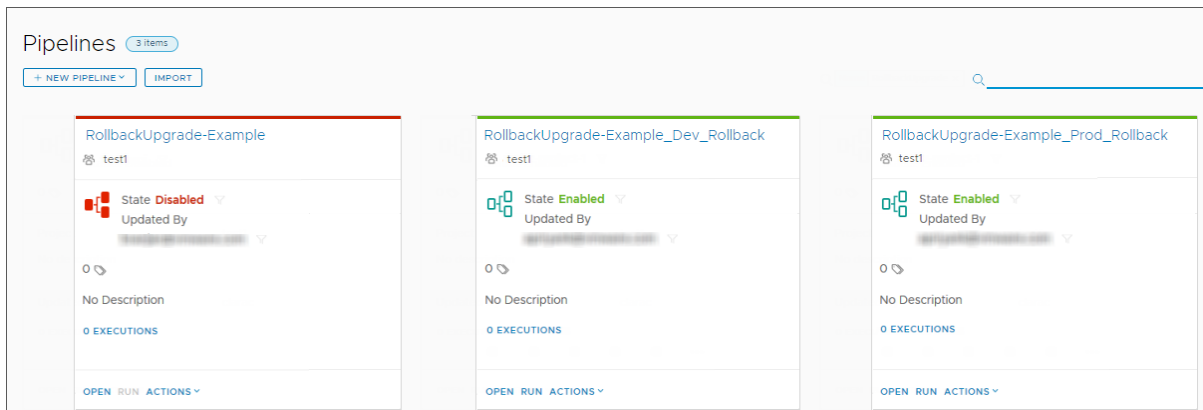 Pipelines 3 items
+ NEW PIPELINE IMPORT
RollbackUpgrade-Example
test1
State Disabled
Updated By
0
No Description
0 EXECUTIONS
OPEN RUN ACTIONS
RollbackUpgrade-Example_Dev_Rollback
test1
State Enabled
Updated By
0
No Description
0 EXECUTIONS
OPEN RUN ACTIONS
RollbackUpgrade-Example_Prod_Rollback
test1
State Enabled
Updated By
0
No Description
0 EXECUTIONS
OPEN RUN ACTIONS